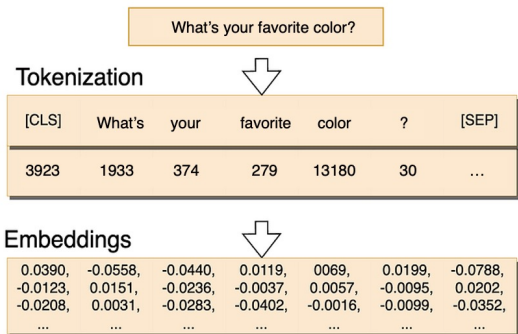 What's your favorite color?
Tokenization
[CLS] What's your favorite color ? [SEP]
3923 1933 374 279 13180 30 ...
Embeddings
0.0390, -0.0558, -0.0440, 0.0119, 0069, 0.0199, -0.0788,
-0.0123, 0.0151, -0.0236, -0.0037, 0.0057, -0.0095, 0.0202,
-0.0208, 0.0031, -0.0283, -0.0402, -0.0016, -0.0099, -0.0352,
... ... ... ... ... ... ...